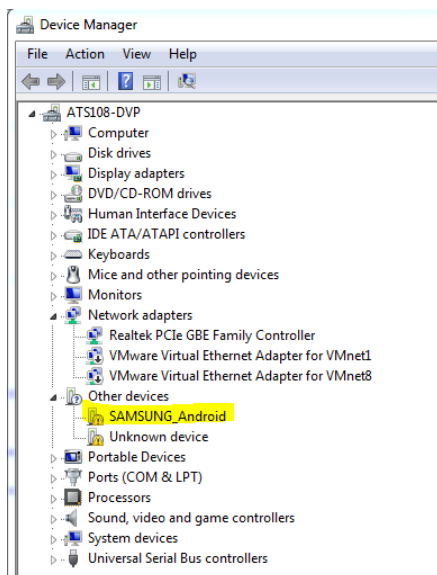 Device Manager
File Action View Help
ATS108-DVP
Computer
Disk drives
Display adapters
DVD/CD-ROM drives
Human Interface Devices
IDE ATA/ATAPI controllers
Keyboards
Mice and other pointing devices
Monitors
Network adapters
Realtek PCIe GBE Family Controller
VMware Virtual Ethernet Adapter for VMnet1
VMware Virtual Ethernet Adapter for VMnet8
Other devices
SAMSUNG_Android
Unknown device
Portable Devices
Ports (COM & LPT)
Processors
Sound, video and game controllers
System devices
Universal Serial Bus controllers